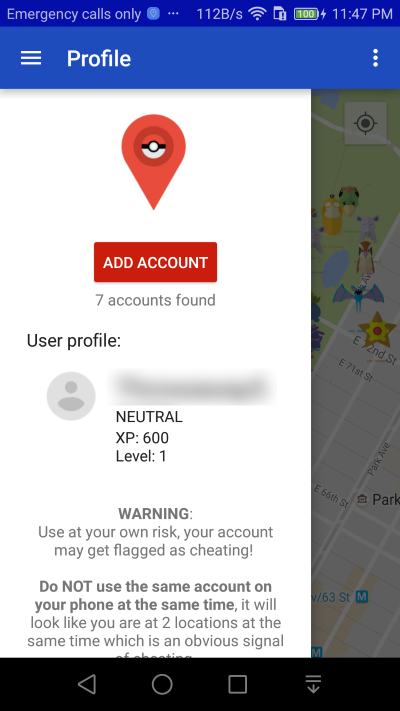 Emergency calls only ... 112B/s 100 11:47 PM
Profile
ADD ACCOUNT
7 accounts found
User profile:
NEUTRAL
XP: 600
Level: 1
WARNING:
Use at your own risk, your account
may get flagged as cheating!
Do NOT use the same account on
your phone at the same time, it will
look like you are at 2 locations at the
same time which is an obvious signal
of cheating
E 72nd St
E 71st St
Park Ave
E 66th St
Park
v/63 St M
M